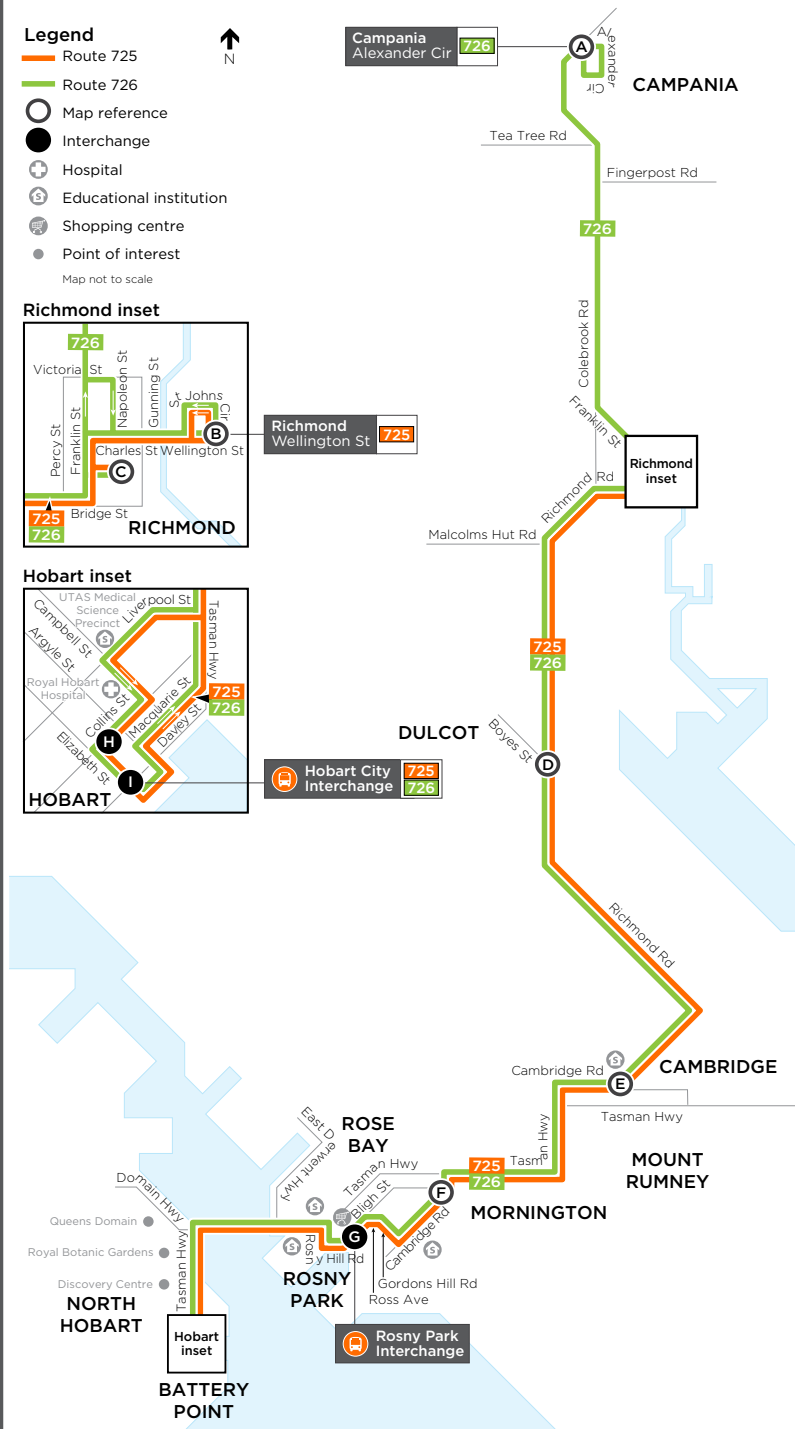 Legend
Route 725
Route 726
Map reference
Interchange
Hospital
Educational institution
Shopping centre
Point of interest
Map not to scale
N
Campania
Alexander Cir
726
A
Alexander
Cir
CAMPANIA
Tea Tree Rd
Fingerpost Rd
726
Colebrook Rd
Franklin St
Richmond
inset
Richmond Rd
Malcolms Hut Rd
Richmond inset
726
Victoria St
Napoleon St
Gunning St
Percy St
Franklin St
St Johns
Cir
B
Charles St
Wellington St
C
Bridge St
725
726
RICHMOND
Richmond
Wellington St
725
Hobart inset
UTAS Medical
Science
Precinct
Liverpool St
Campbell St
Argyle St
Tasman Hwy
Royal Hobart
Hospital
Collins St
Macquarie St
Davey St
725
726
H
Elizabeth St
I
HOBART
Hobart City
Interchange
725
726
725
726
DULCOT
Boyes St
D
Richmond Rd
Cambridge Rd
E
CAMBRIDGE
Tasman Hwy
Tasman Hwy
MOUNT
RUMNEY
725
726
ROSE
BAY
East Derwent Hwy
Tasman Hwy
Bligh St
F
MORNINGTON
Cambridge Rd
G
Rosny Hill Rd
Gordons Hill Rd
Ross Ave
ROSNY
PARK
Rosny Park
Interchange
Domain Hwy
Queens Domain
Royal Botanic Gardens
Discovery Centre
Tasman Hwy
NORTH
HOBART
Hobart
inset
BATTERY
POINT